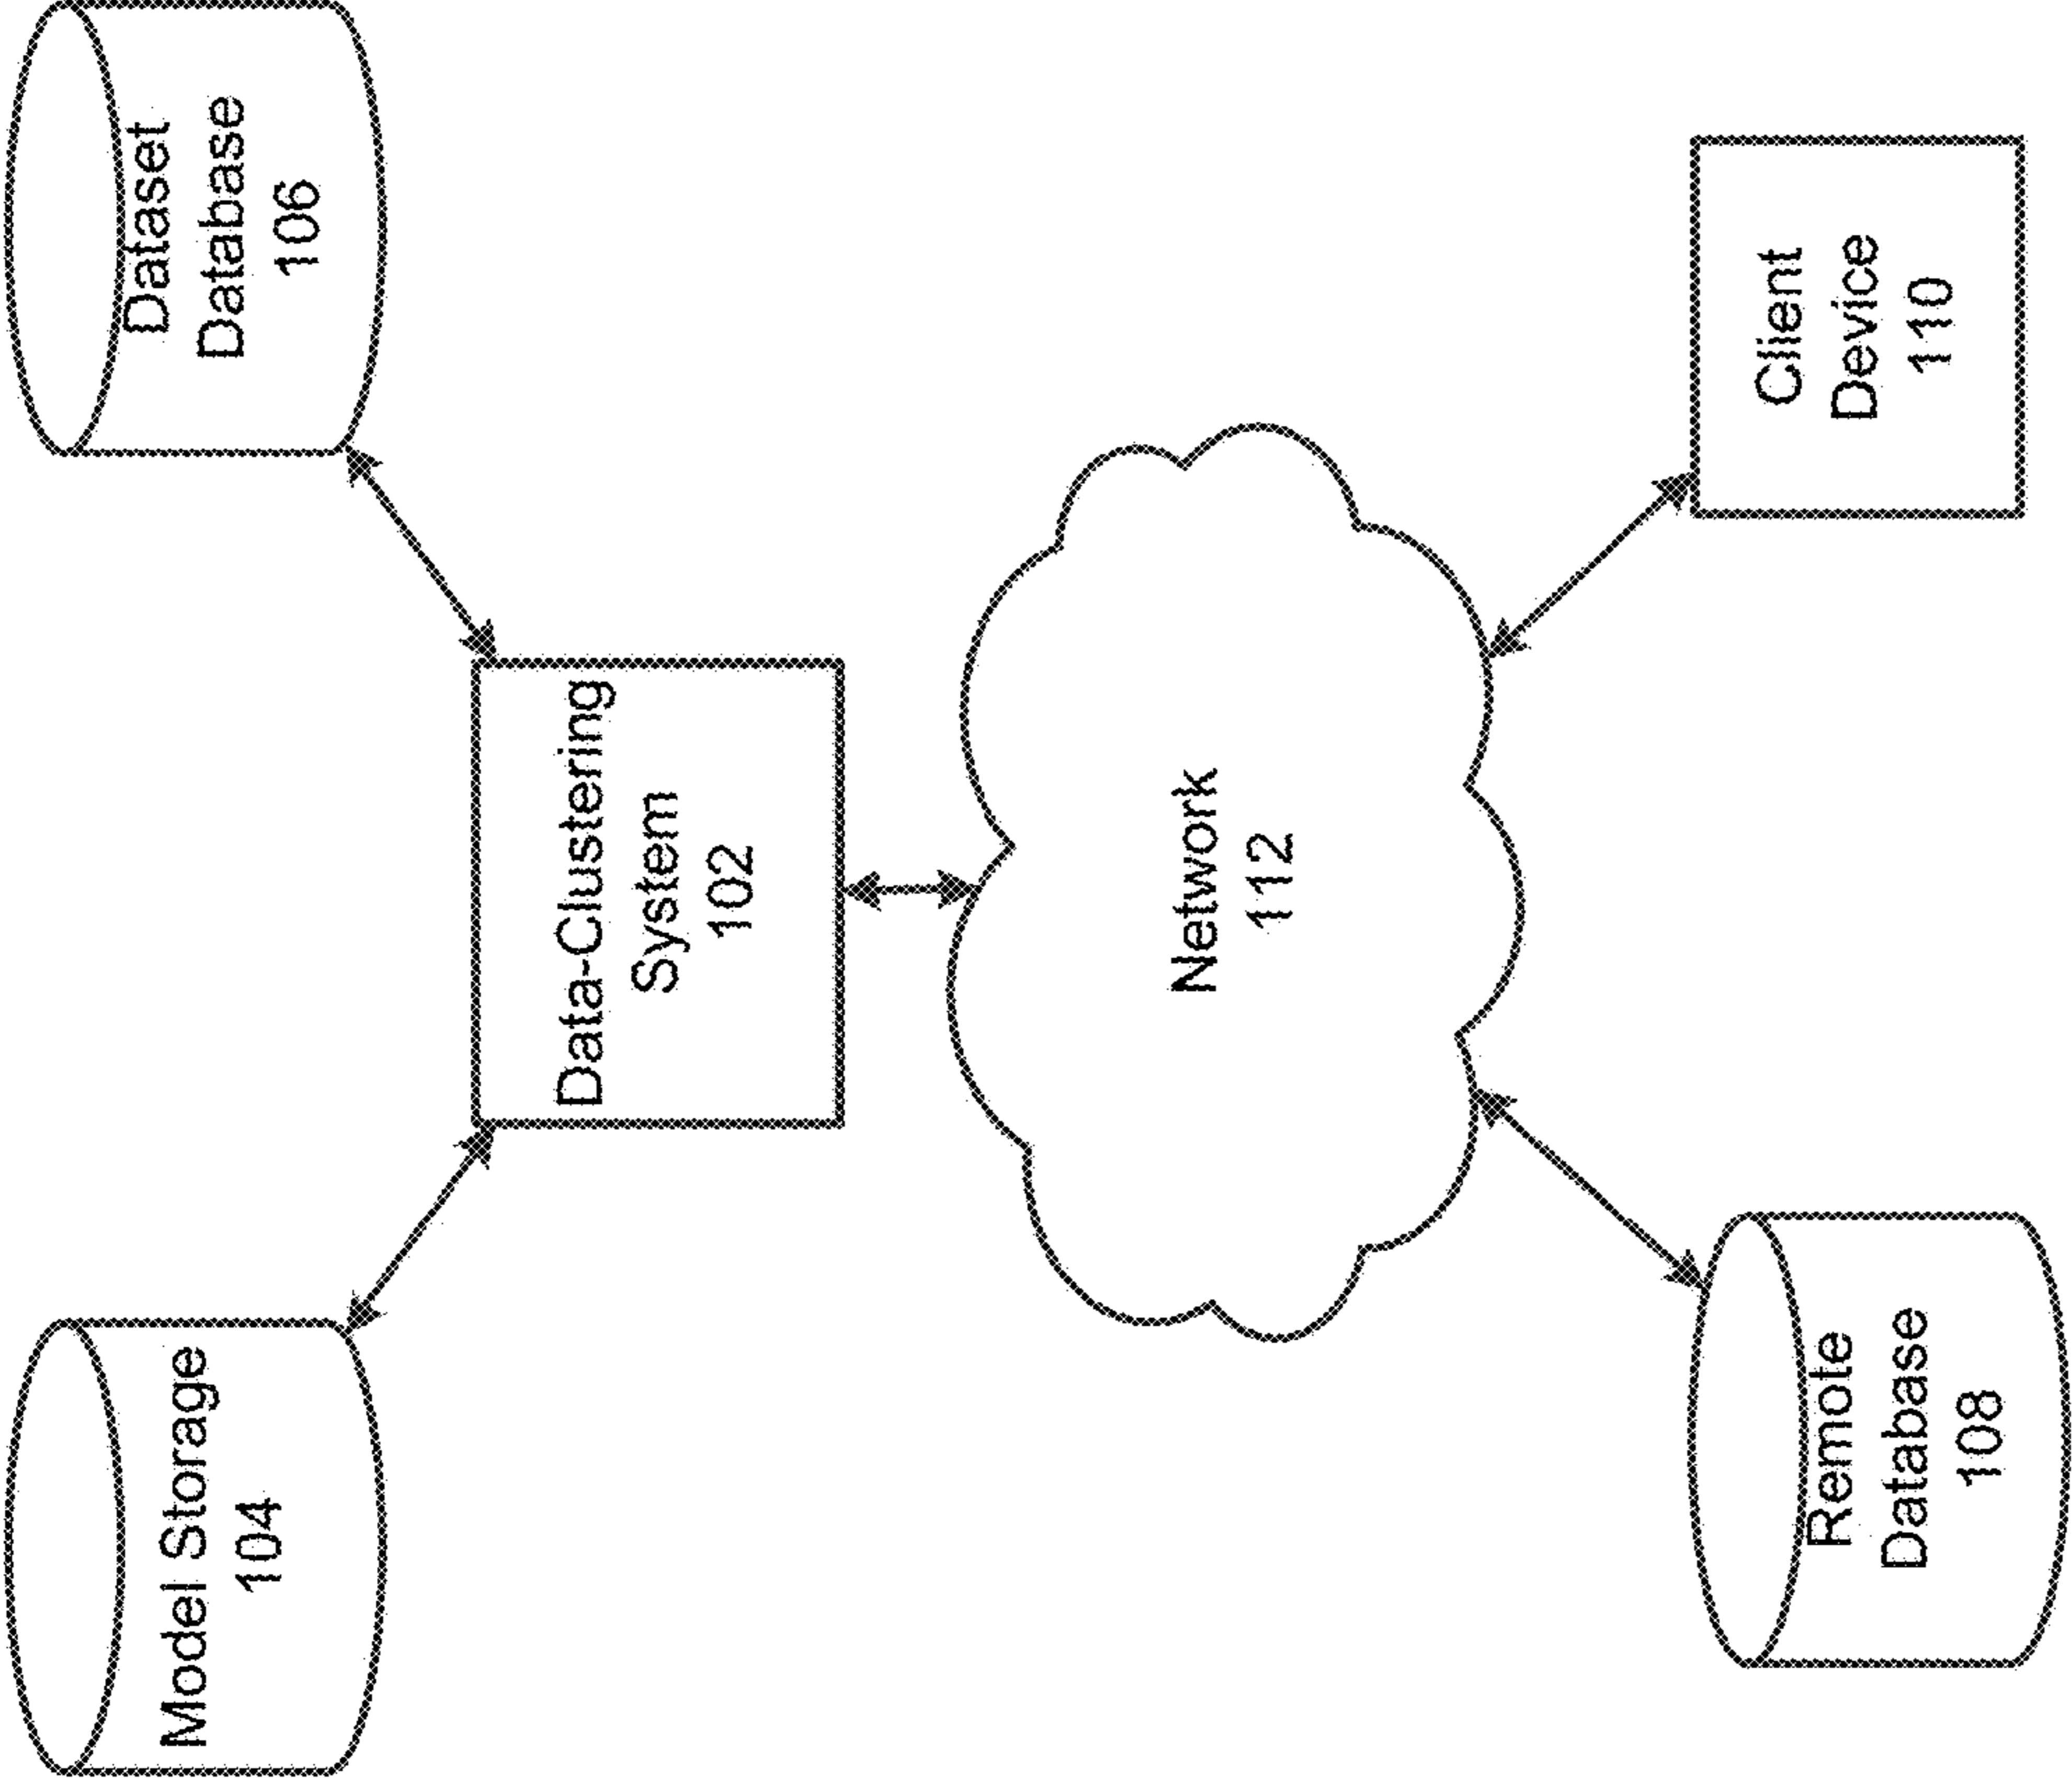 Model Storage
104
Dataset
Database
106
Data-Clustering
System
102
Network
112
Remote
Database
108
Client
Device
110